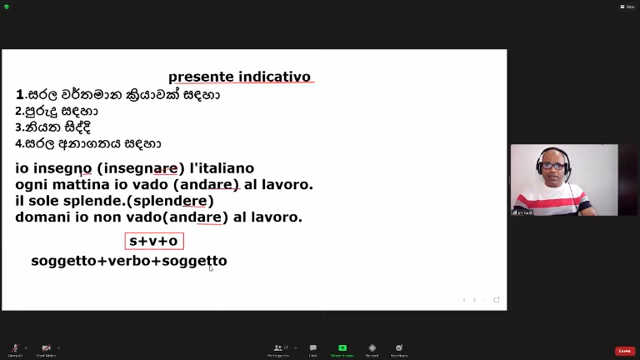 presente indicativo
1.සරල වර්තමාන ක්‍රියාවක් සඳහා
2.පුරුදු සඳහා
3.නියත සිද්දි
4.සරල අනාගතය සඳහා
io insegno (insegnare) l'italiano
ogni mattina io vado (andare) al lavoro.
il sole splende.(splendere)
domani io non vado(andare) al lavoro.
s+v+o
soggetto+verbo+soggetto